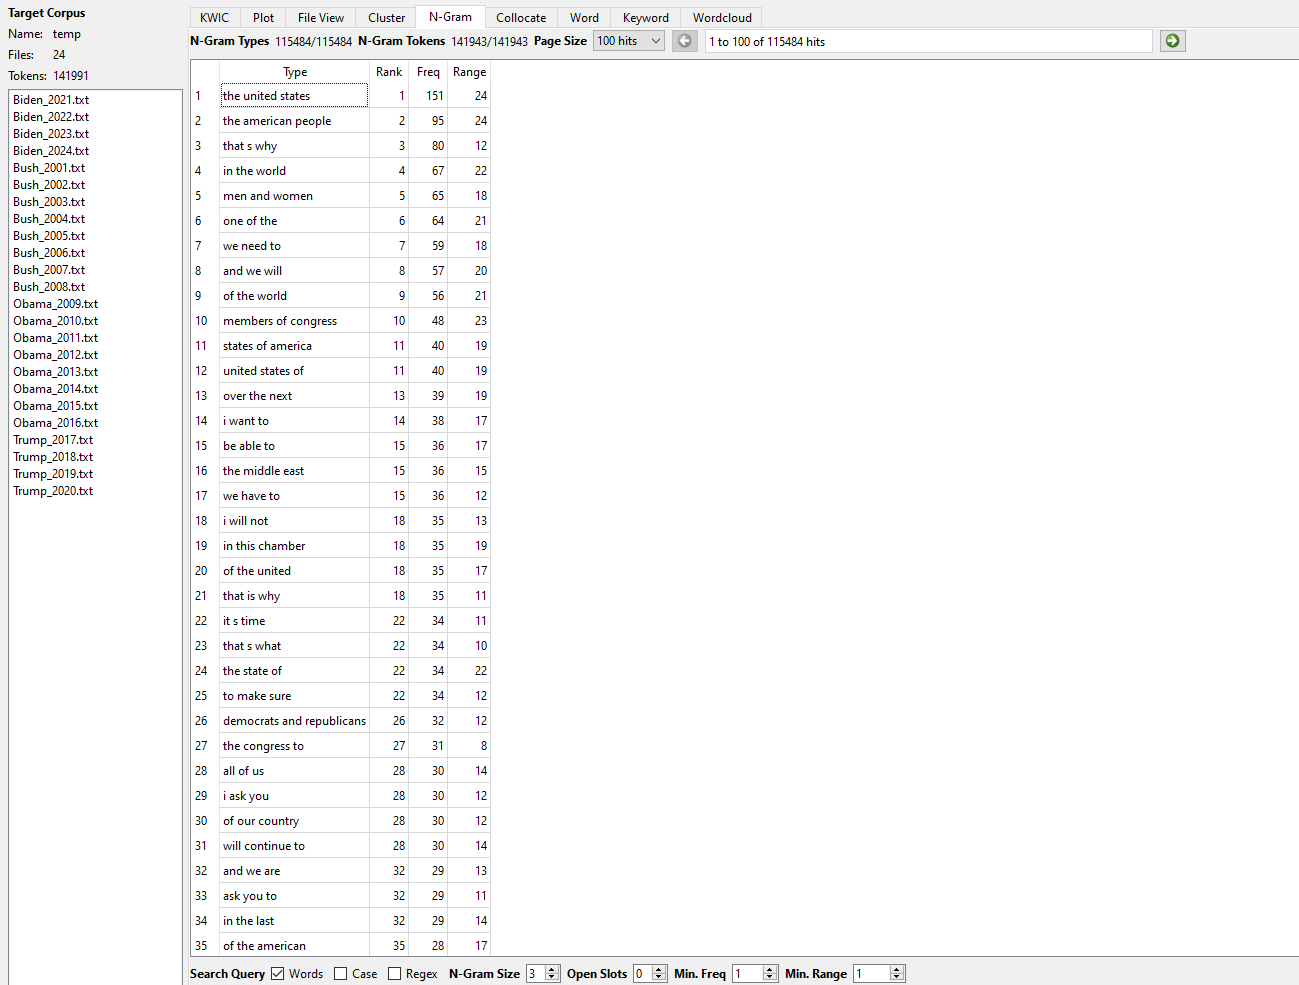 Target Corpus
Name: temp
Files: 24
Tokens: 141991
Biden_2021.txt
Biden_2022.txt
Biden_2023.txt
Biden_2024.txt
Bush_2001.txt
Bush_2002.txt
Bush_2003.txt
Bush_2004.txt
Bush_2005.txt
Bush_2006.txt
Bush_2007.txt
Bush_2008.txt
Obama_2009.txt
Obama_2010.txt
Obama_2011.txt
Obama_2012.txt
Obama_2013.txt
Obama_2014.txt
Obama_2015.txt
Obama_2016.txt
Trump_2017.txt
Trump_2018.txt
Trump_2019.txt
Trump_2020.txt
KWIC Plot File View Cluster N-Gram Collocate Word Keyword Wordcloud
N-Gram Types 115484/115484 N-Gram Tokens 141943/141943 Page Size 100 hits 1 to 100 of 115484 hits
Type Rank Freq Range
1 the united states 1 151 24
2 the american people 2 95 24
3 that s why 3 80 12
4 in the world 4 67 22
5 men and women 5 65 18
6 one of the 6 64 21
7 we need to 7 59 18
8 and we will 8 57 20
9 of the world 9 56 21
10 members of congress 10 48 23
11 states of america 11 40 19
12 united states of 11 40 19
13 over the next 13 39 19
14 i want to 14 38 17
15 be able to 15 36 17
16 the middle east 15 36 15
17 we have to 15 36 12
18 i will not 18 35 13
19 in this chamber 18 35 19
20 of the united 18 35 17
21 that is why 18 35 11
22 it s time 22 34 11
23 that s what 22 34 10
24 the state of 22 34 22
25 to make sure 22 34 12
26 democrats and republicans 26 32 12
27 the congress to 27 31 8
28 all of us 28 30 14
29 i ask you 28 30 12
30 of our country 28 30 12
31 will continue to 28 30 14
32 and we are 32 29 13
33 ask you to 32 29 11
34 in the last 32 29 14
35 of the american 35 28 17
Search Query Words Case Regex N-Gram Size 3 Open Slots 0 Min. Freq 1 Min. Range 1